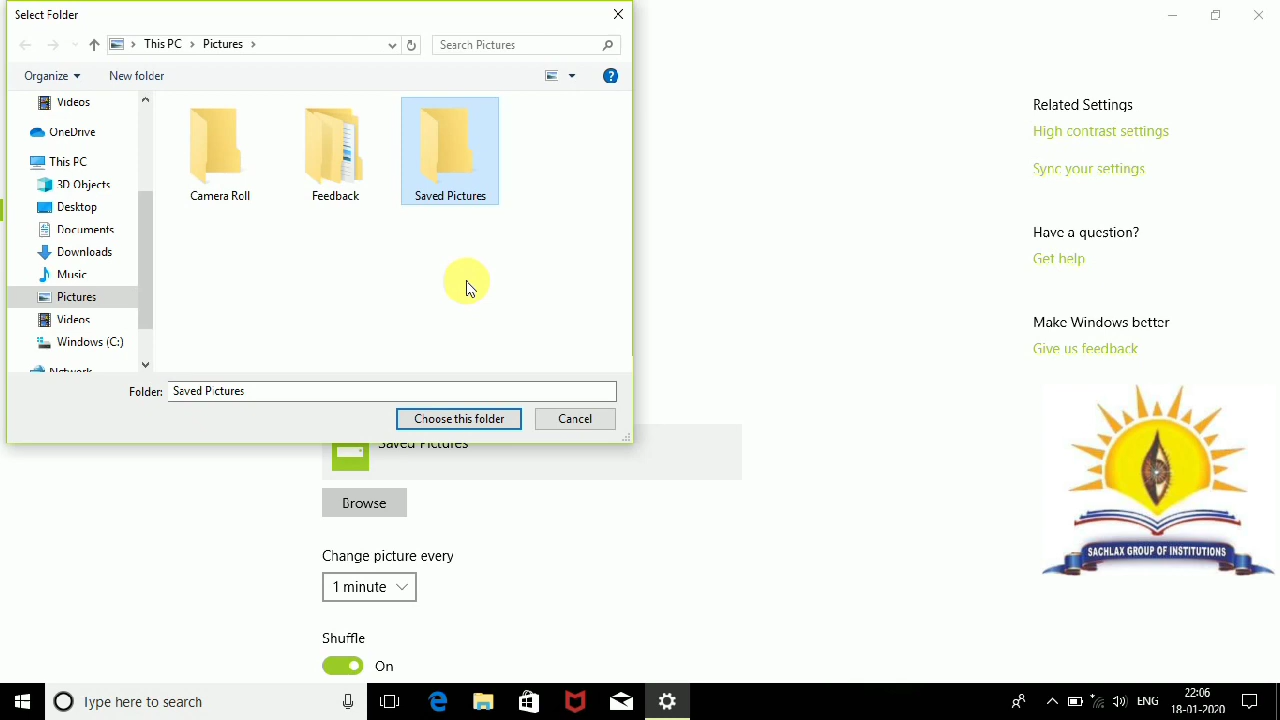 Select Folder
This PC
Pictures
Search Pictures
Organize
New folder
Videos
OneDrive
This PC
3D Objects
Desktop
Documents
Downloads
Music
Pictures
Videos
Windows (C:)
Network
Camera Roll
Feedback
Saved Pictures
Folder: Saved Pictures
Choose this folder
Cancel
Saved Pictures
Browse
Change picture every
1 minute
Shuffle
On
Related Settings
High contrast settings
Sync your settings
Have a question?
Get help
Make Windows better
Give us feedback
SACHLAX GROUP OF INSTITUTIONS
Type here to search
ENG
22:06
18-01-2020